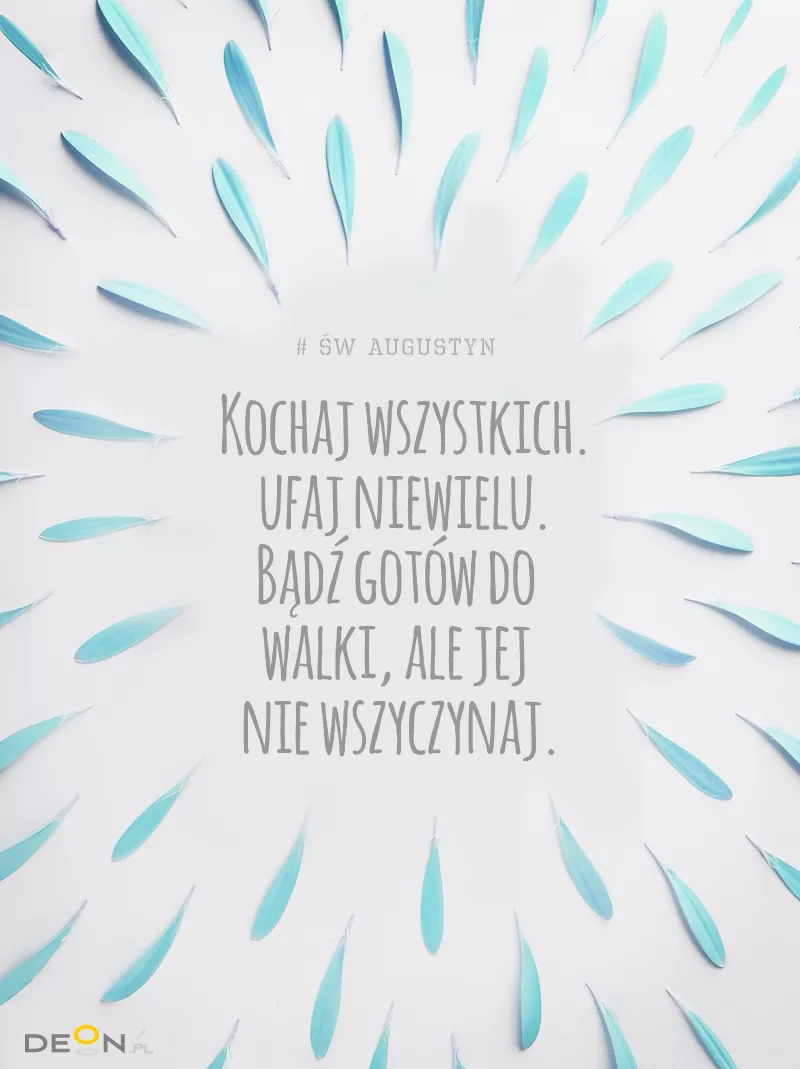 # ŚW AUGUSTYN
KOCHAJ WSZYSTKICH.
UFAJ NIEWIELU.
BĄDŹ GOTÓW DO
WALKI, ALE JEJ
NIE WSZYCZYNAJ.
DEON.PL